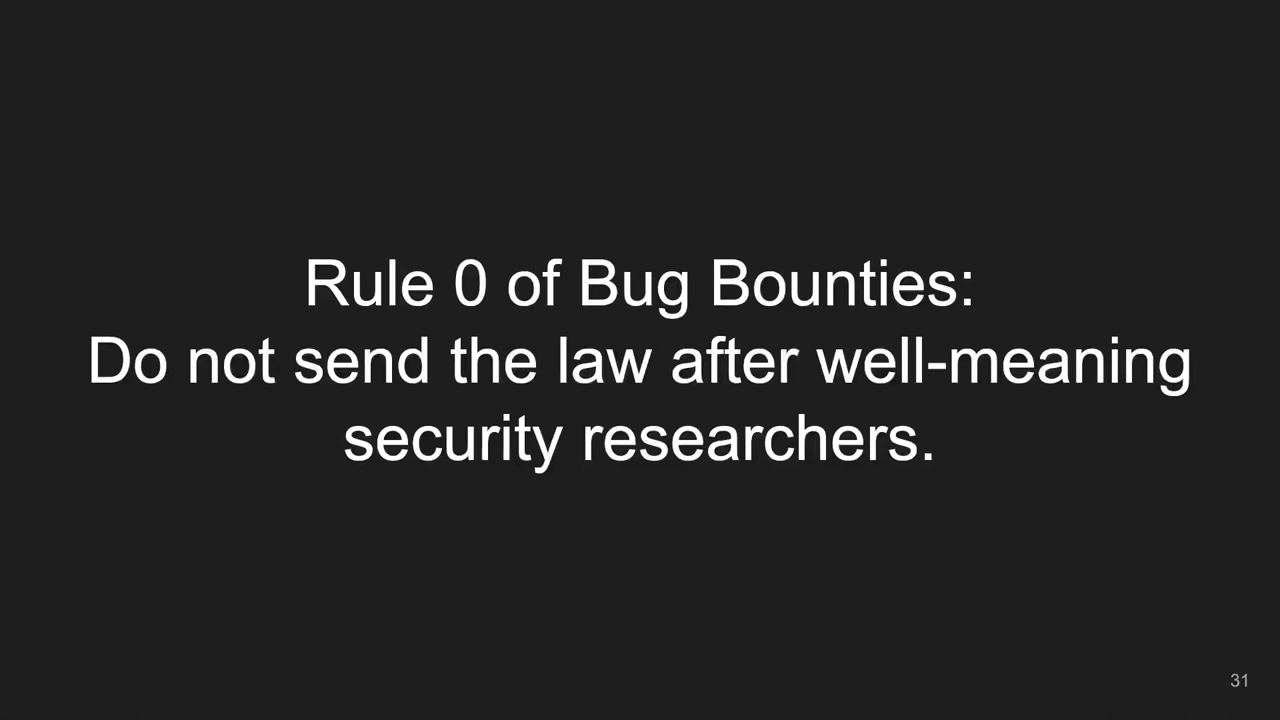 Rule 0 of Bug Bounties:
Do not send the law after well-meaning
security researchers.
31